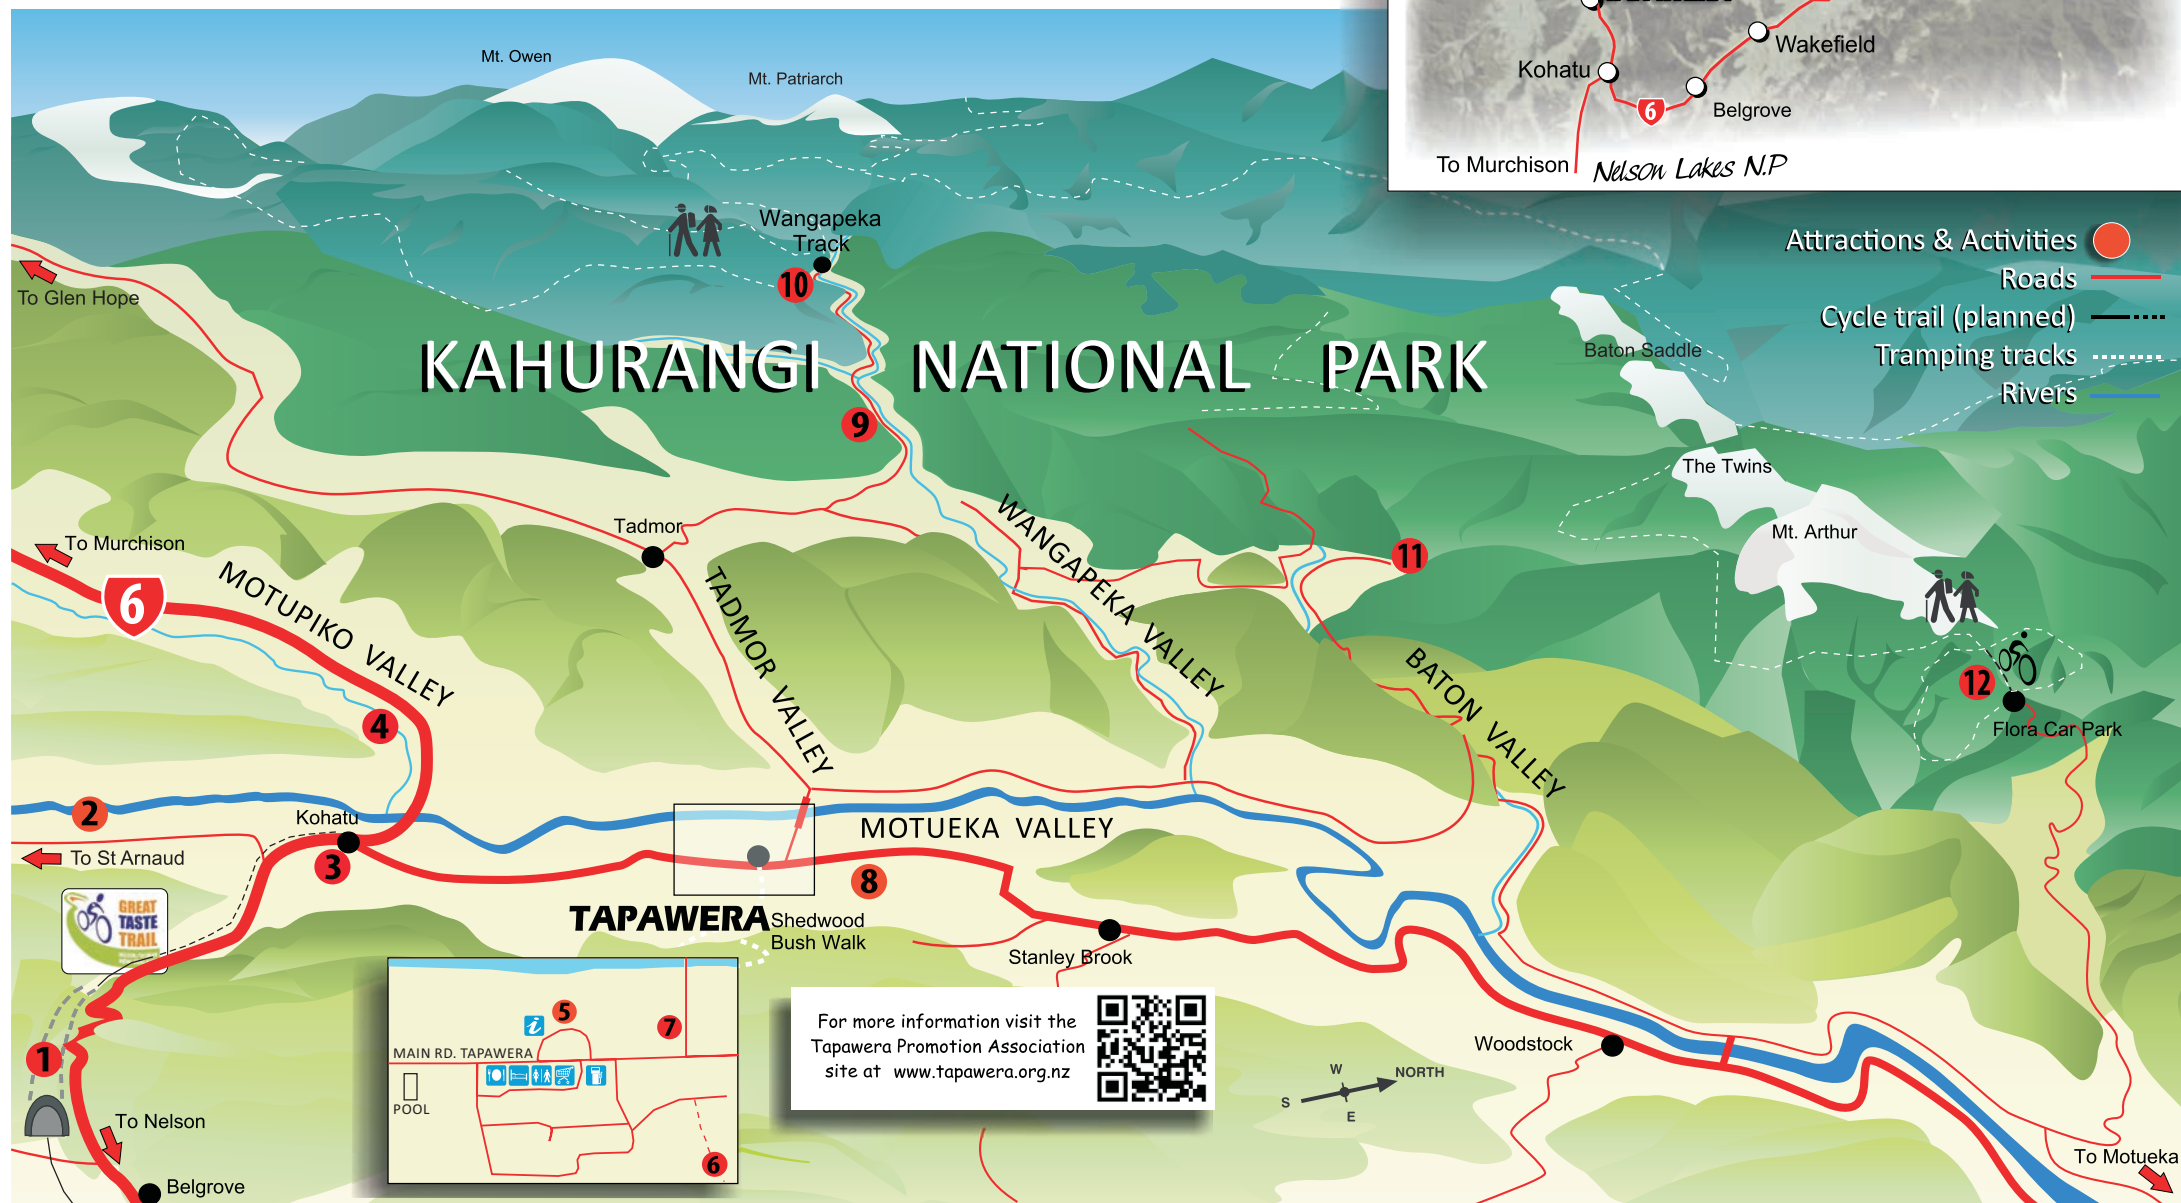 Mt. Owen
Mt. Patriarch
Wakefield
Kohatu
6
Belgrove
To Murchison
Nelson Lakes N.P
Wangapeka
Track
10
To Glen Hope
Attractions & Activities
Roads
Cycle trail (planned)
Tramping tracks
Rivers
KAHURANGI NATIONAL PARK
Baton Saddle
9
The Twins
Mt. Arthur
Tadmor
To Murchison
6
MOTUPIKO VALLEY
TADMOR VALLEY
WANGAPEKA VALLEY
11
BATON VALLEY
12
Flora Car Park
4
2
Kohatu
3
To St Arnaud
MOTUEKA VALLEY
8
GREAT
TASTE
TRAIL
TAPAWERA
Shedwood
Bush Walk
Stanley Brook
1
To Nelson
Belgrove
5
7
MAIN RD. TAPAWERA
i
POOL
6
For more information visit the
Tapawera Promotion Association
site at www.tapawera.org.nz
W
NORTH
S
E
Woodstock
To Motueka